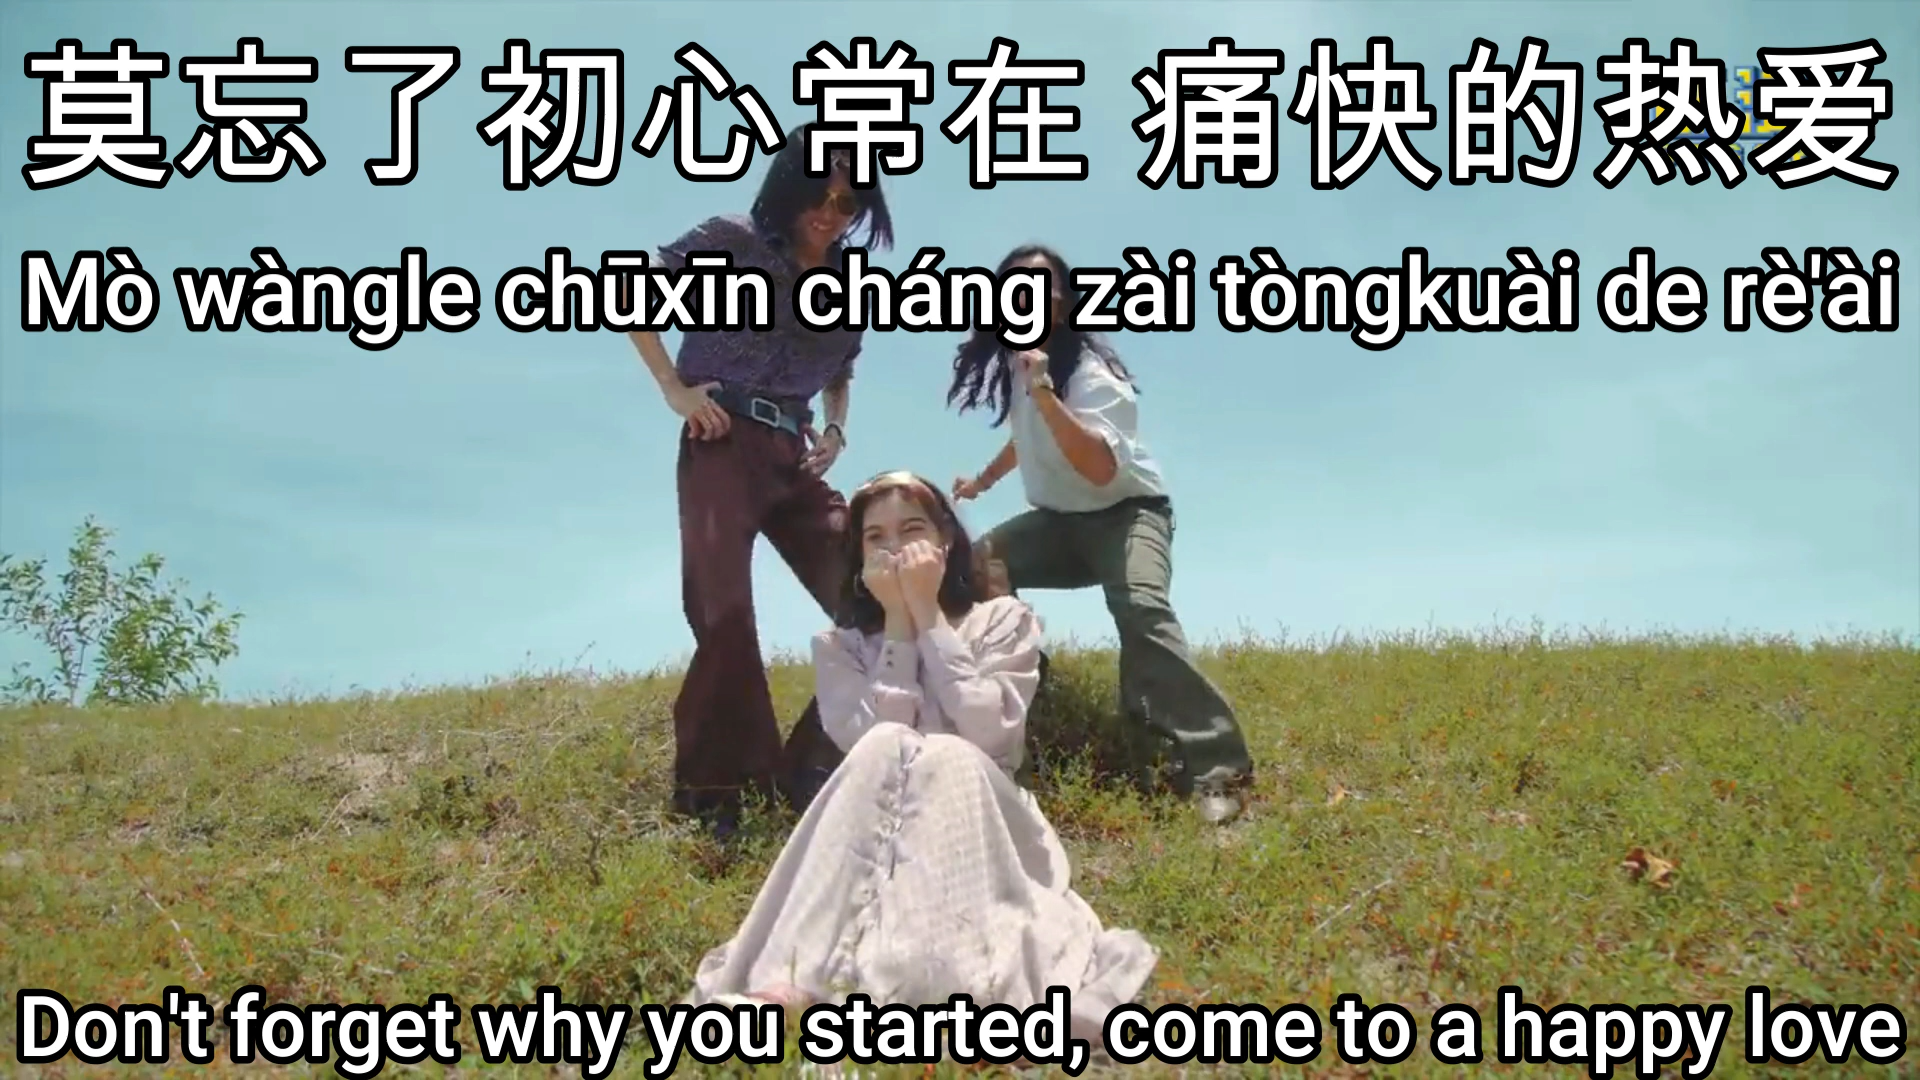 莫忘了初心常在 痛快的热爱
Mò wàngle chūxīn cháng zài tòngkuài de rè'ài
Don't forget why you started, come to a happy love